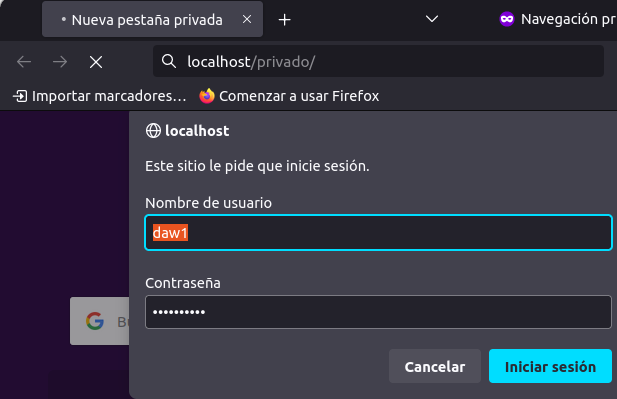 Nueva pestaña privada
Navegación pr
localhost/privado/
Importar marcadores…
Comenzar a usar Firefox
localhost
Este sitio le pide que inicie sesión.
Nombre de usuario
daw1
Contraseña
••••••••••
Cancelar
Iniciar sesión